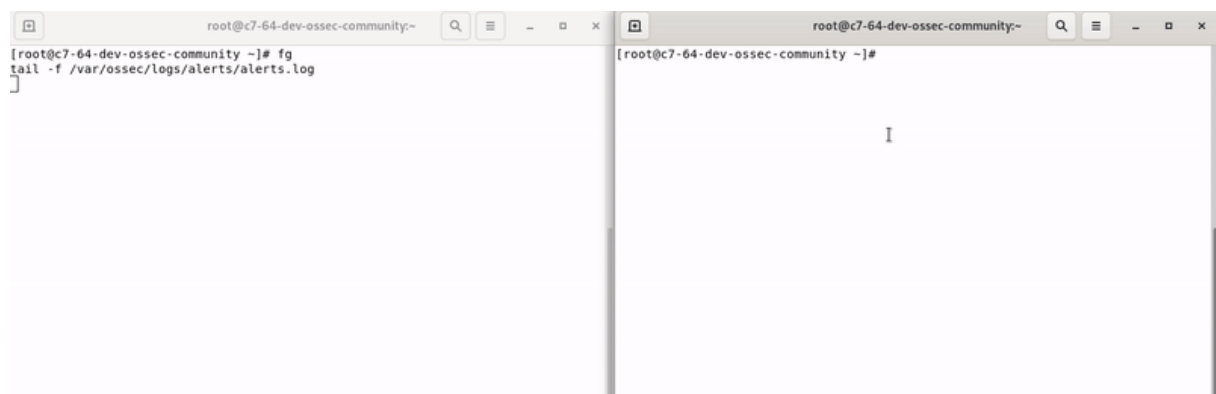 root@c7-64-dev-ossec-community:~
[root@c7-64-dev-ossec-community ~]# fg
tail -f /var/ossec/logs/alerts/alerts.log
root@c7-64-dev-ossec-community:~
[root@c7-64-dev-ossec-community ~]#